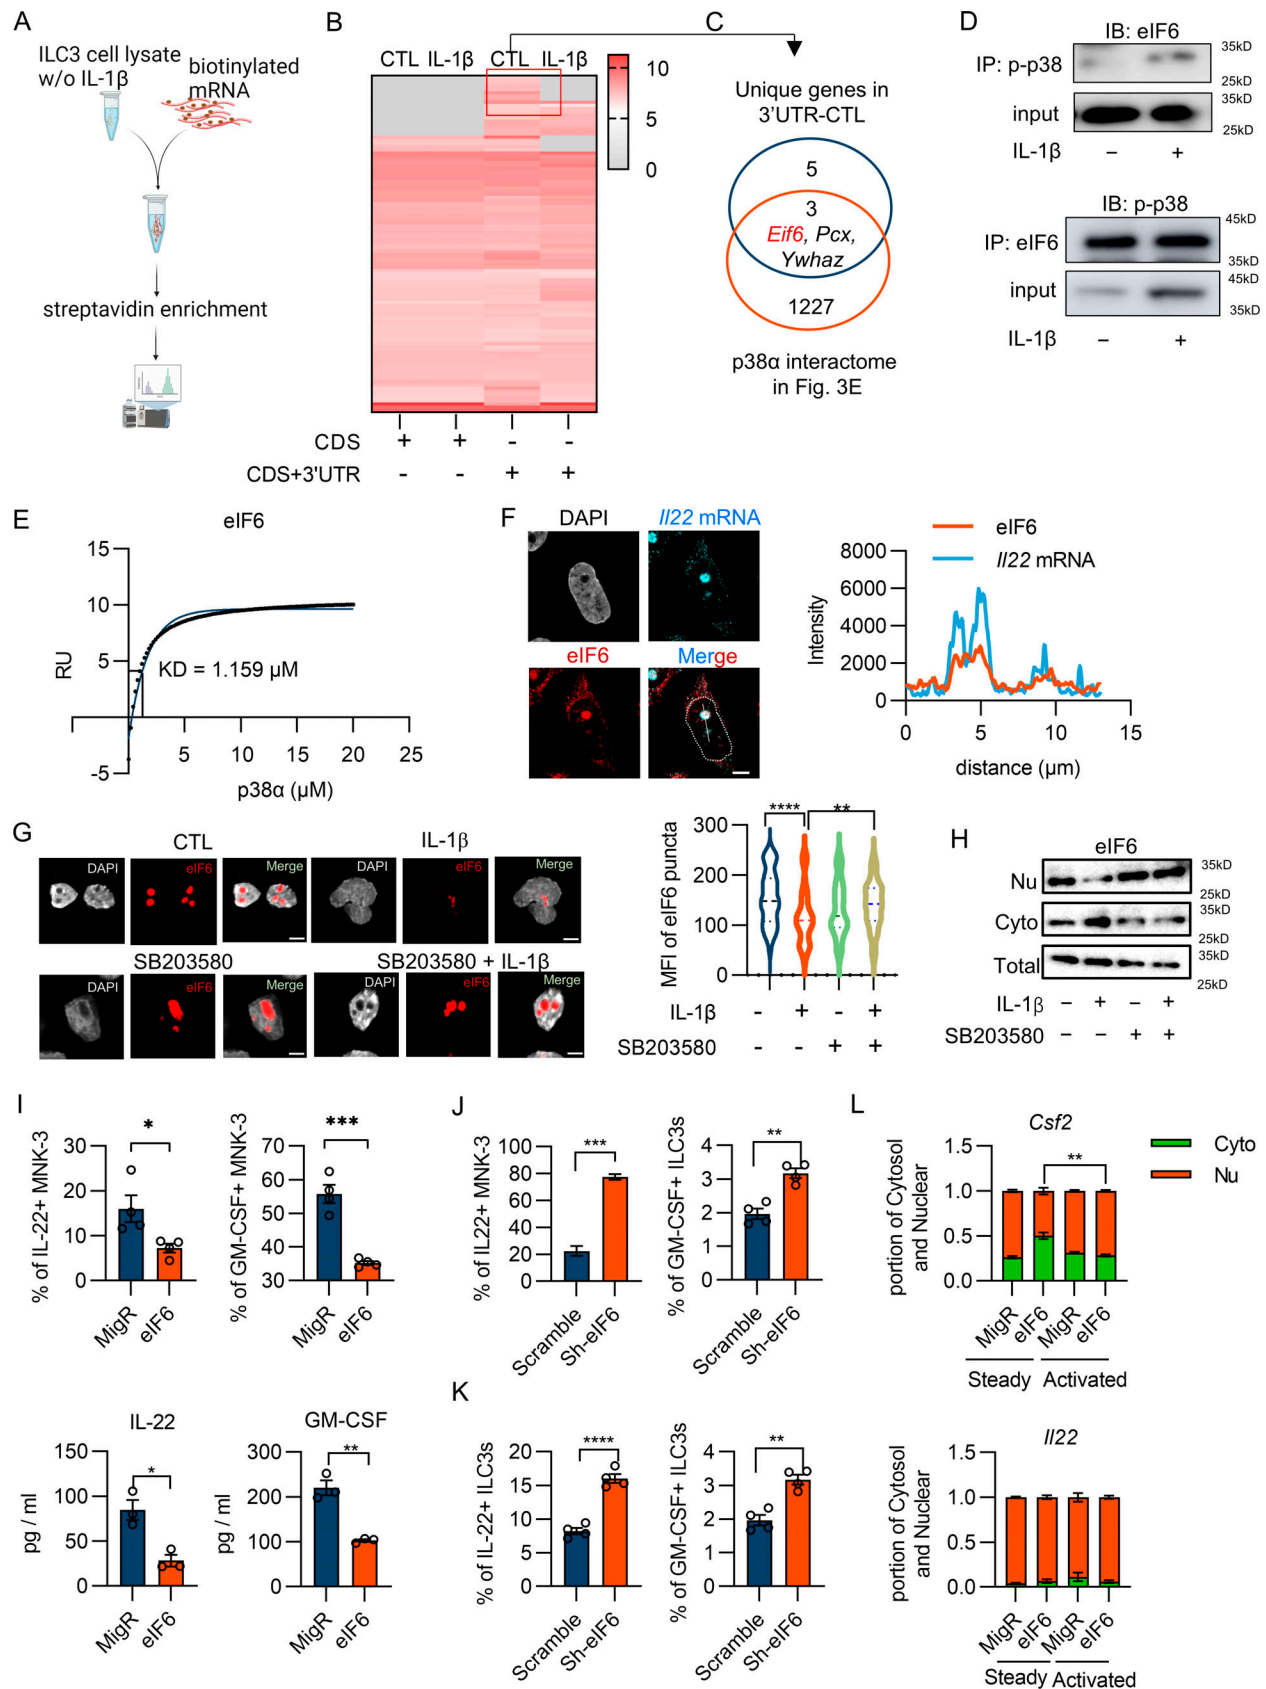 A
ILC3 cell lysate
w/o IL-1β
biotinylated
mRNA
streptavidin enrichment
B
CTL IL-1β CTL IL-1β
10
5
0
CDS + + - -
CDS+3'UTR - - + +
C
Unique genes in
3'UTR-CTL
5
3
Eif6, Pcx,
Ywhaz
1227
p38α interactome
in Fig. 3E
D
IB: eIF6
IP: p-p38
35kD
25kD
input
35kD
25kD
IL-1β – +
IB: p-p38
IP: eIF6
45kD
35kD
input
45kD
35kD
IL-1β – +
E
eIF6
RU
15
10
5
-5
KD = 1.159 µM
5 10 15 20 25
p38α (µM)
F
DAPI
Il22 mRNA
eIF6
Merge
eIF6
Il22 mRNA
Intensity
8000
6000
4000
2000
0
0 5 10 15
distance (µm)
G
CTL
IL-1β
DAPI eIF6 Merge DAPI eIF6 Merge
SB203580
SB203580 + IL-1β
DAPI eIF6 Merge DAPI eIF6 Merge
MFI of eIF6 puncta
300
200
100
0
**** **
IL-1β - + - +
SB203580 - - + +
H
eIF6
Nu
35kD
25kD
Cyto
35kD
25kD
Total
35kD
25kD
IL-1β – + – +
SB203580 – – + +
I
% of IL-22+ MNK-3
30
20
10
0
*
MigR eIF6
% of GM-CSF+ MNK-3
70
60
50
40
30
***
MigR eIF6
IL-22
pg / ml
150
100
50
0
*
MigR eIF6
GM-CSF
pg / ml
300
200
100
0
**
MigR eIF6
J
% of IL22+ MNK-3
100
80
60
40
20
0
***
Scramble Sh-eIF6
% of GM-CSF+ ILC3s
4
3
2
1
0
**
Scramble Sh-eIF6
K
% of IL-22+ ILC3s
20
15
10
5
0
****
Scramble Sh-eIF6
% of GM-CSF+ ILC3s
4
3
2
1
0
**
Scramble Sh-eIF6
L
Csf2
Cyto
Nu
portion of Cytosol
and Nuclear
1.5
1.0
0.5
0.0
**
MigR eIF6 MigR eIF6
Steady Activated
Il22
portion of Cytosol
and Nuclear
1.5
1.0
0.5
0.0
MigR eIF6 MigR eIF6
Steady Activated